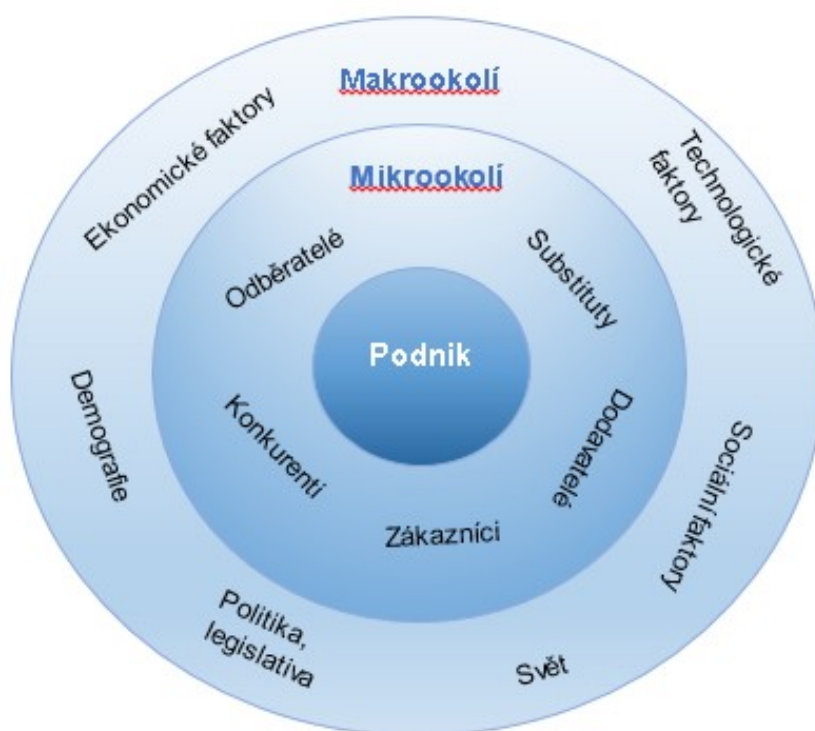 Makrookolí
Ekonomické faktory
Technologické
faktory
Mikrookolí
Odběratelé
Substituty
Podnik
Demografie
Konkurenti
Dodavatelé
Sociální faktory
Zákazníci
Politika,
legislativa
Svět